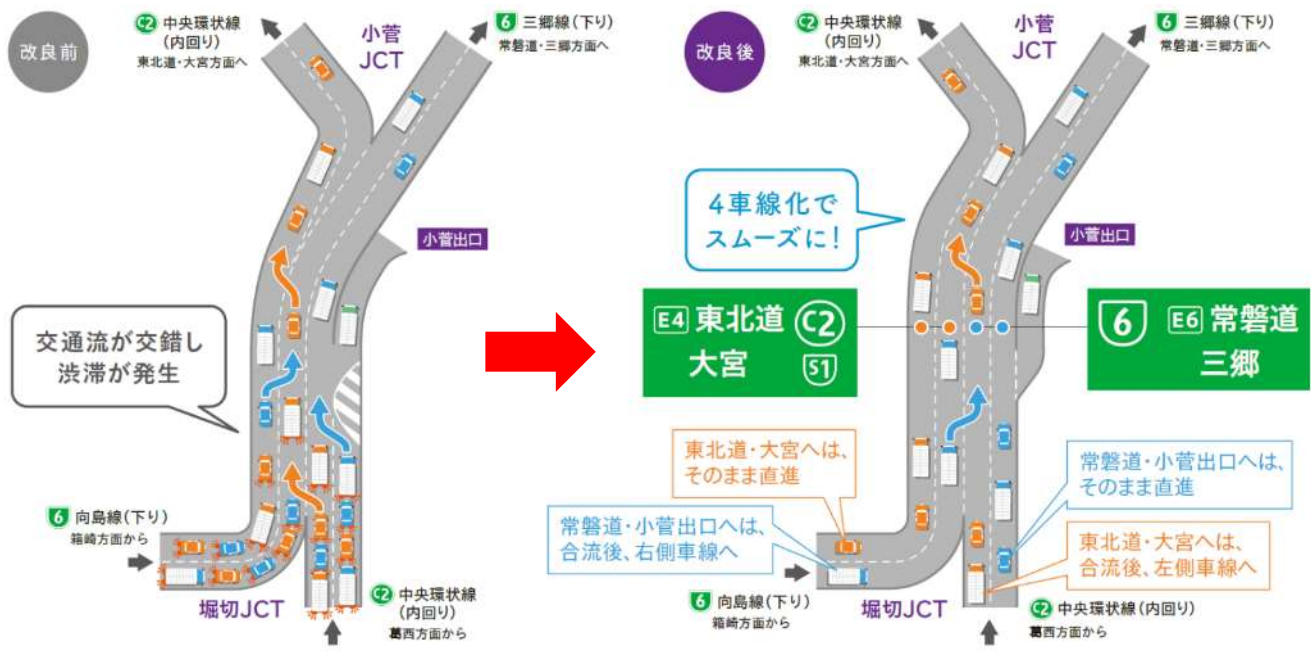 改良前
C2 中央環状線
(内回り)
東北道・大宮方面へ
小菅
JCT
6 三郷線(下り)
常磐道・三郷方面へ
小菅出口
交通流が交錯し
渋滞が発生
6 向島線(下り)
箱崎方面から
堀切JCT
C2 中央環状線
(内回り)
葛西方面から
改良後
C2 中央環状線
(内回り)
東北道・大宮方面へ
小菅
JCT
6 三郷線(下り)
常磐道・三郷方面へ
4車線化で
スムーズに!
小菅出口
E4 東北道 C2
大宮 S1
6 E6 常磐道
三郷
東北道・大宮へは、
そのまま直進
常磐道・小菅出口へは、
合流後、右側車線へ
常磐道・小菅出口へは、
そのまま直進
東北道・大宮へは、
合流後、左側車線へ
6 向島線(下り)
箱崎方面から
堀切JCT
C2 中央環状線(内回り)
葛西方面から